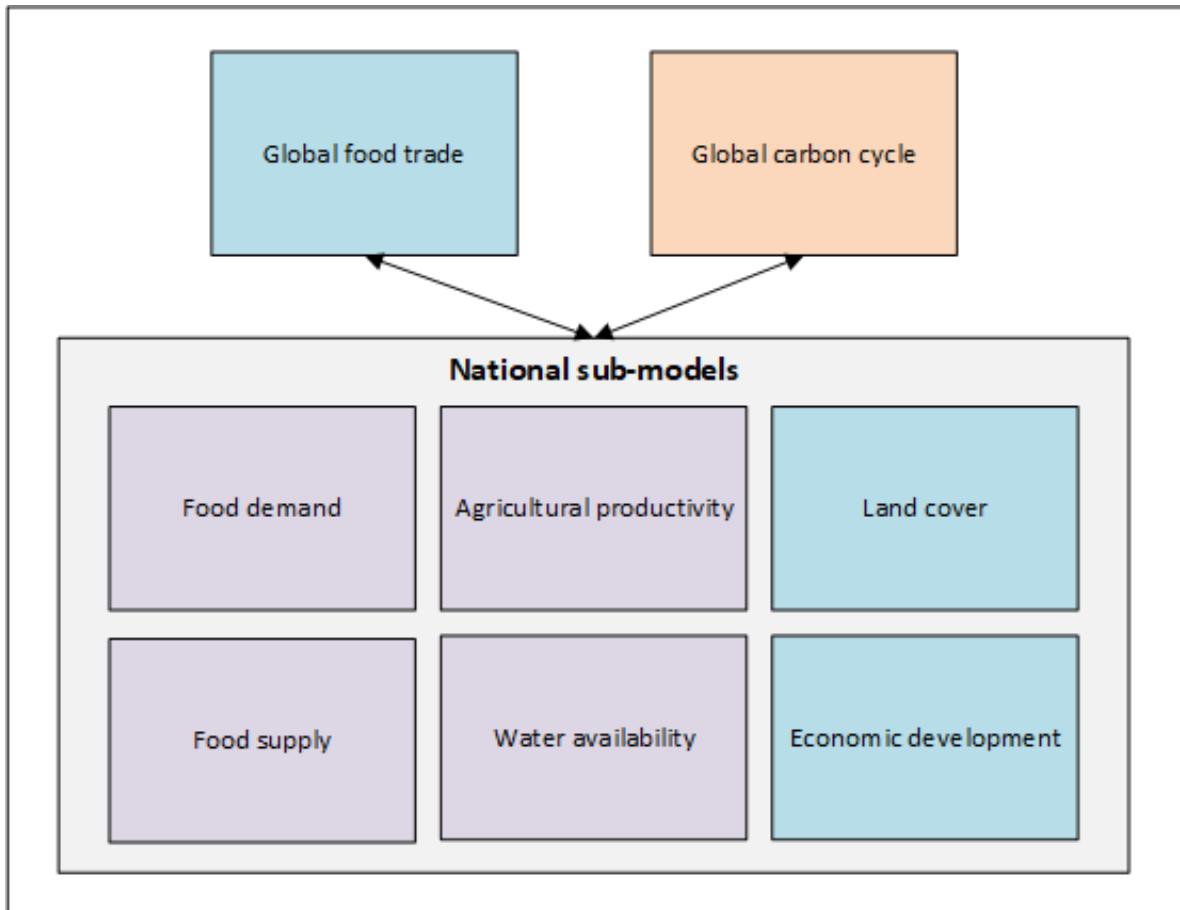 Global food trade
Global carbon cycle
National sub-models
Food demand
Agricultural productivity
Land cover
Food supply
Water availability
Economic development